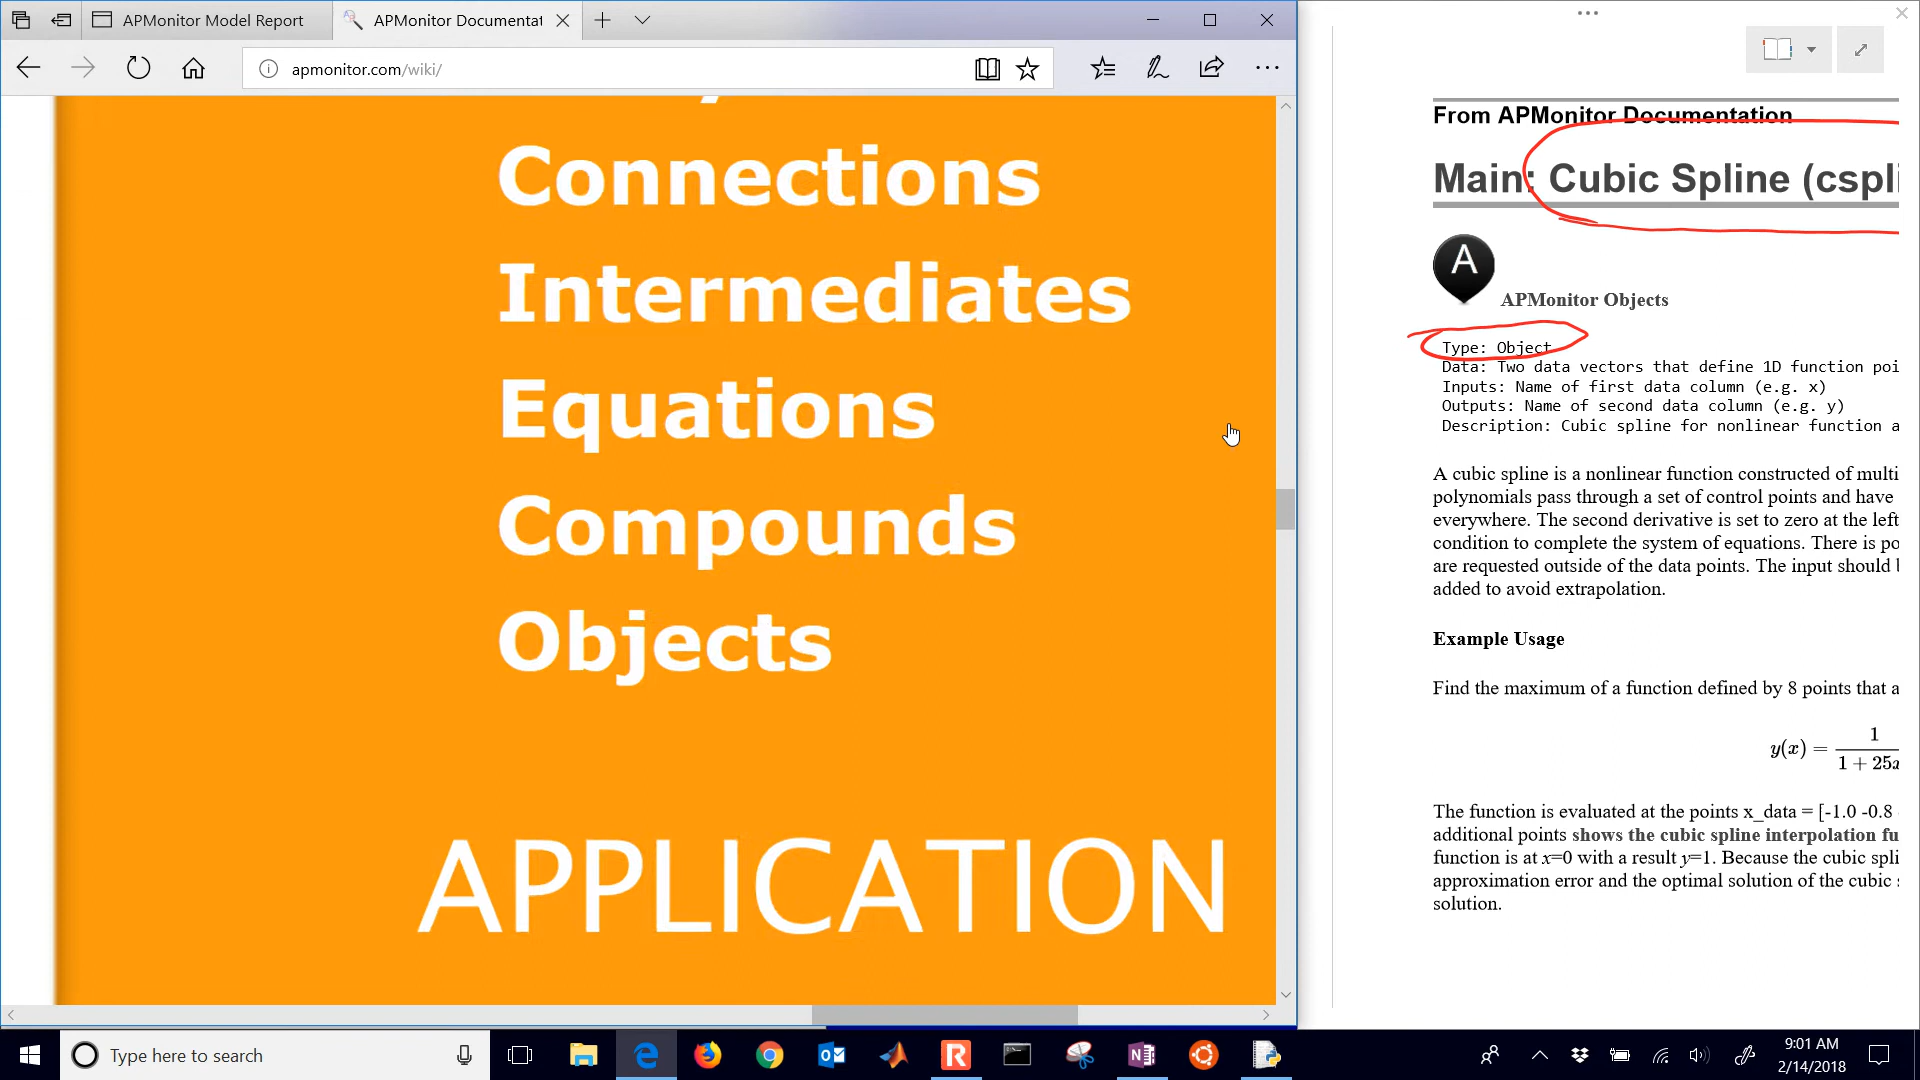 APMonitor Model Report
APMonitor Documentat
apmonitor.com/wiki/
Connections
Intermediates
Equations
Compounds
Objects
APPLICATION
From APMonitor Documentation
Main: Cubic Spline (cspli
A
APMonitor Objects
Type: Object
Data: Two data vectors that define 1D function poi
Inputs: Name of first data column (e.g. x)
Outputs: Name of second data column (e.g. y)
Description: Cubic spline for nonlinear function a
A cubic spline is a nonlinear function constructed of multi
polynomials pass through a set of control points and have
everywhere. The second derivative is set to zero at the left
condition to complete the system of equations. There is po
are requested outside of the data points. The input should b
added to avoid extrapolation.
Example Usage
Find the maximum of a function defined by 8 points that a
y(x) = 1 / 1 + 25x
The function is evaluated at the points x_data = [-1.0 -0.8
additional points shows the cubic spline interpolation fu
function is at x=0 with a result y=1. Because the cubic spli
approximation error and the optimal solution of the cubic s
solution.
Type here to search
9:01 AM
2/14/2018